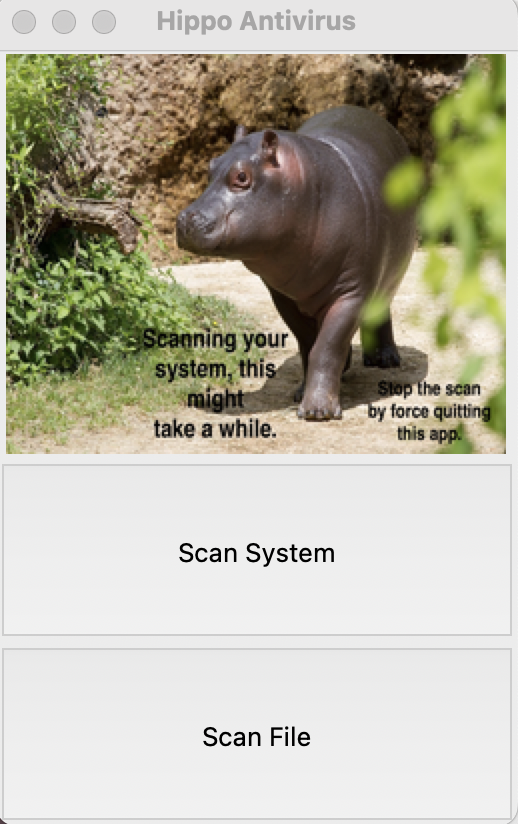 Hippo Antivirus
Scanning your
system, this
might
take a while.
Stop the scan
by force quitting
this app.
Scan System
Scan File